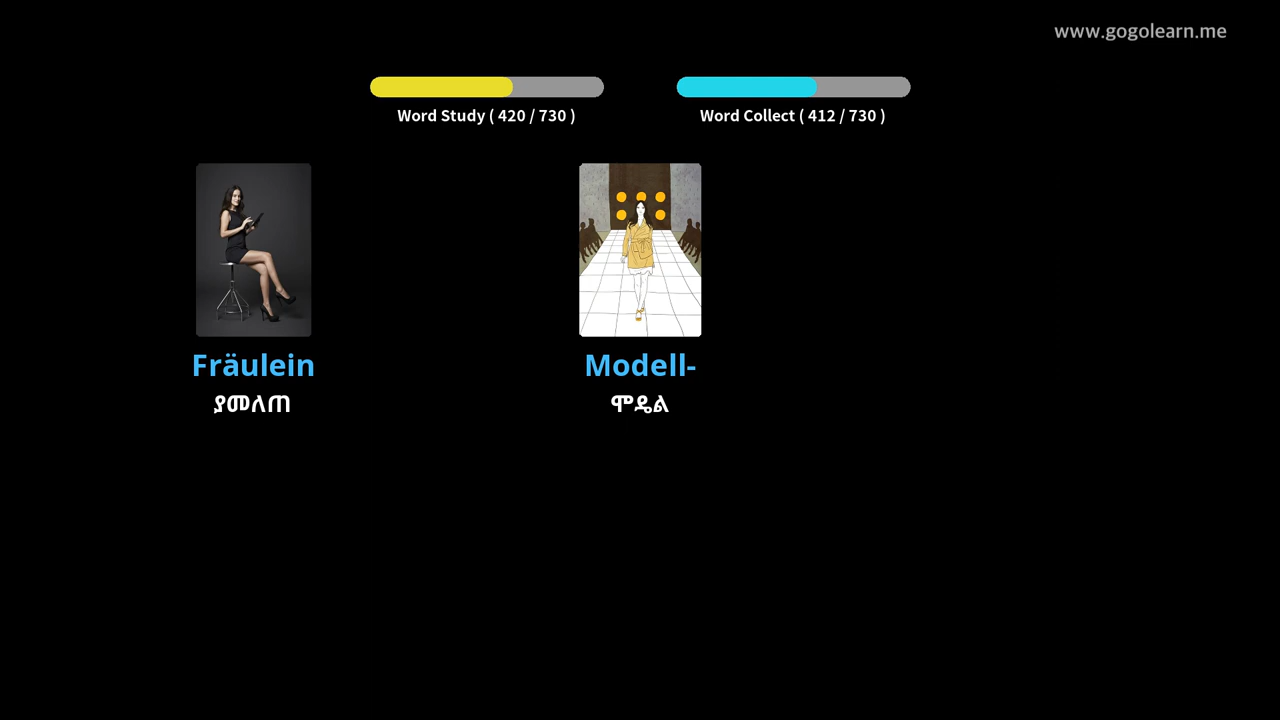 www.gogolearn.me
Word Study ( 420 / 730 )
Word Collect ( 412 / 730 )
Fräulein
ያመለጠ
Modell-
ሞዴል